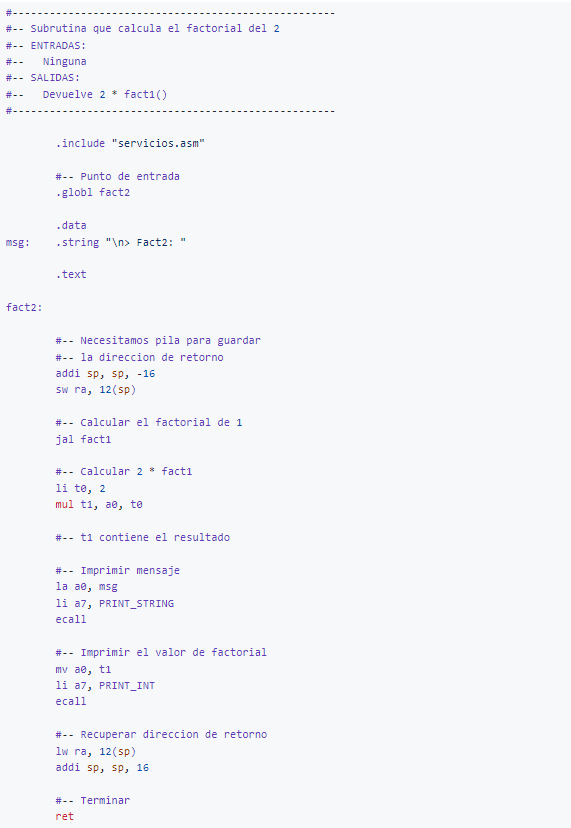 #----------------------------------------------------
#-- Subrutina que calcula el factorial del 2
#-- ENTRADAS:
#--   Ninguna
#-- SALIDAS:
#--   Devuelve 2 * fact1()
#----------------------------------------------------
        .include "servicios.asm"
        #-- Punto de entrada
        .globl fact2
        .data
msg:    .string "\n> Fact2: "
        .text
fact2:
        #-- Necesitamos pila para guardar
        #-- la direccion de retorno
        addi sp, sp, -16
        sw ra, 12(sp)
        #-- Calcular el factorial de 1
        jal fact1
        #-- Calcular 2 * fact1
        li t0, 2
        mul t1, a0, t0
        #-- t1 contiene el resultado
        #-- Imprimir mensaje
        la a0, msg
        li a7, PRINT_STRING
        ecall
        #-- Imprimir el valor de factorial
        mv a0, t1
        li a7, PRINT_INT
        ecall
        #-- Recuperar direccion de retorno
        lw ra, 12(sp)
        addi sp, sp, 16
        #-- Terminar
        ret